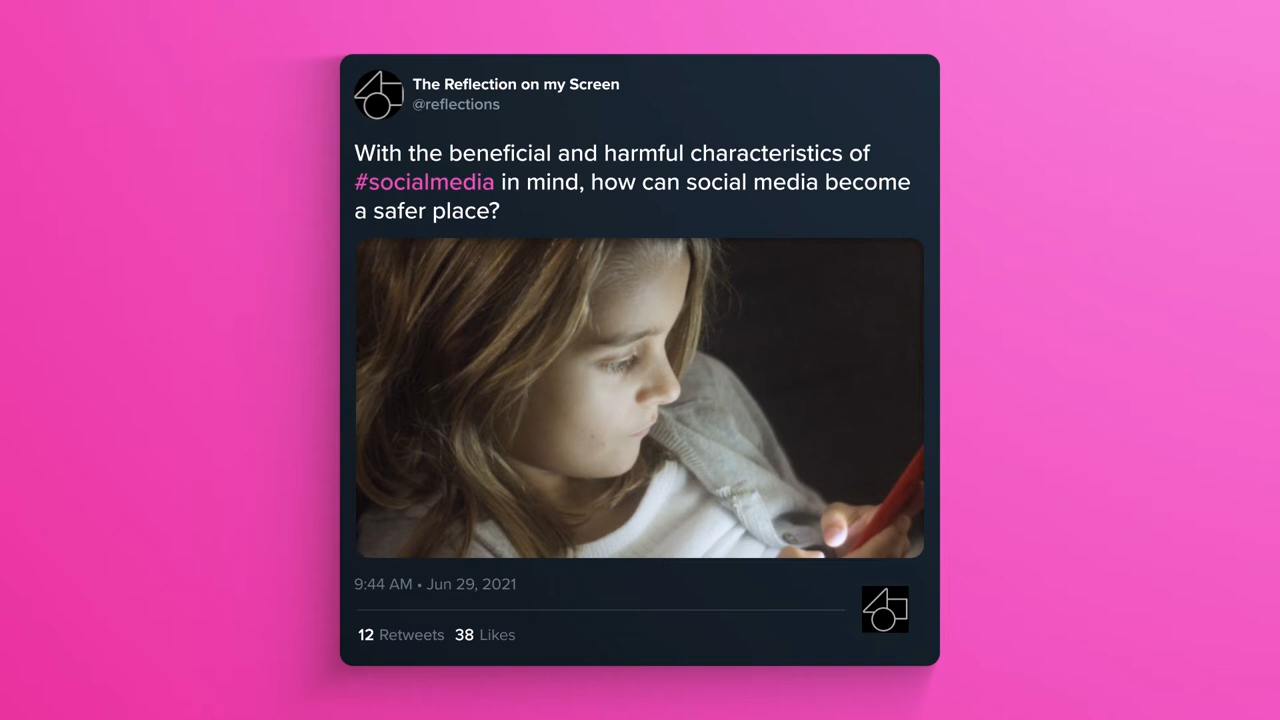 The Reflection on my Screen
@reflections
With the beneficial and harmful characteristics of
#socialmedia in mind, how can social media become
a safer place?
9:44 AM • Jun 29, 2021
12 Retweets 38 Likes